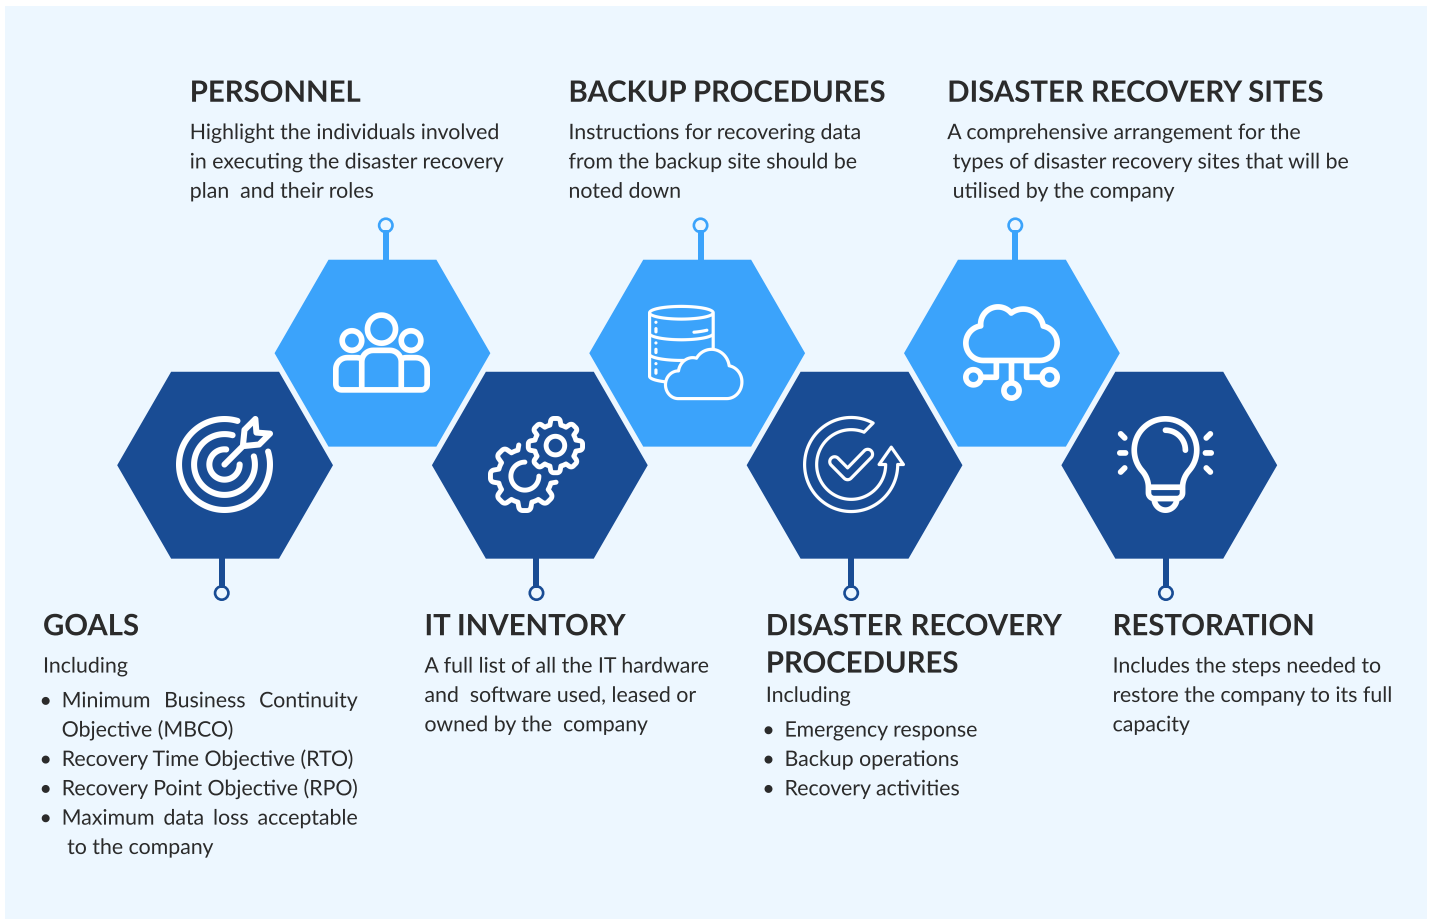 PERSONNEL
Highlight the individuals involved
in executing the disaster recovery
plan and their roles
BACKUP PROCEDURES
Instructions for recovering data
from the backup site should be
noted down
DISASTER RECOVERY SITES
A comprehensive arrangement for the
types of disaster recovery sites that will be
utilised by the company
GOALS
Including
• Minimum Business Continuity
Objective (MBCO)
• Recovery Time Objective (RTO)
• Recovery Point Objective (RPO)
• Maximum data loss acceptable
to the company
IT INVENTORY
A full list of all the IT hardware
and software used, leased or
owned by the company
DISASTER RECOVERY
PROCEDURES
Including
• Emergency response
• Backup operations
• Recovery activities
RESTORATION
Includes the steps needed to
restore the company to its full
capacity